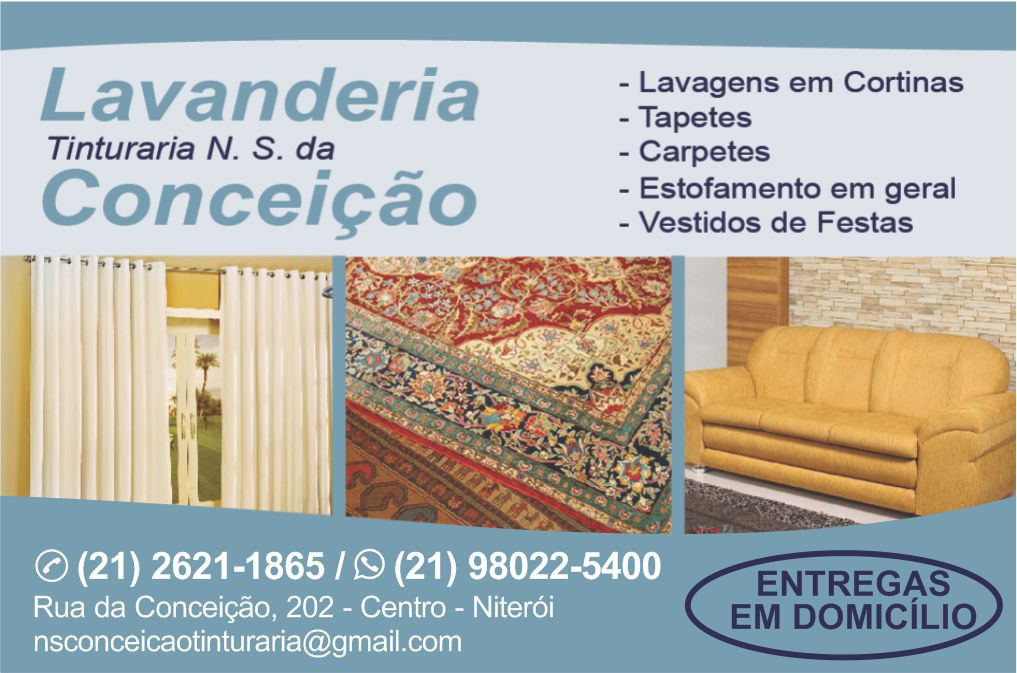 Lavanderia
Tinturaria N. S. da
Conceição
- Lavagens em Cortinas
- Tapetes
- Carpetes
- Estofamento em geral
- Vestidos de Festas
(21) 2621-1865 / (21) 98022-5400
Rua da Conceição, 202 - Centro - Niterói
nsconceicaotinturaria@gmail.com
ENTREGAS
EM DOMICÍLIO